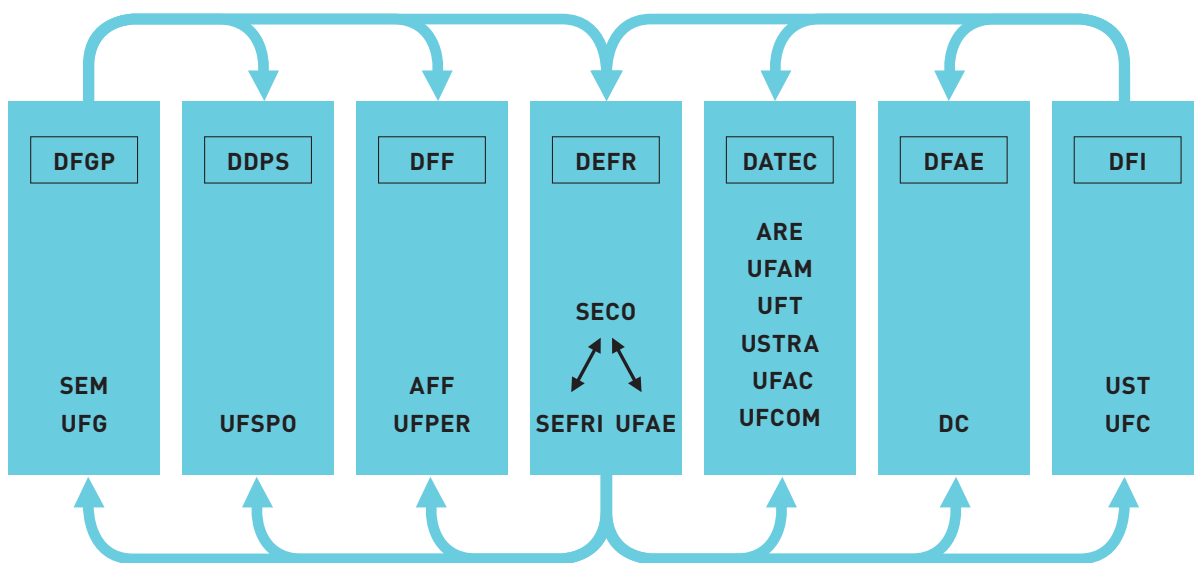 DFGP
SEM
UFG
DDPS
UFSPO
DFF
AFF
UFPER
DEFR
SECO
SEFRI UFAE
DATEC
ARE
UFAM
UFT
USTRA
UFAC
UFCOM
DFAE
DC
DFI
UST
UFC